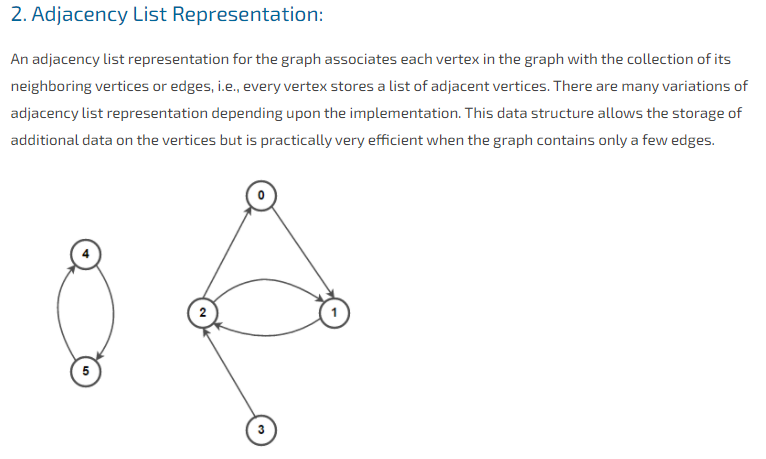 2. Adjacency List Representation:
An adjacency list representation for the graph associates each vertex in the graph with the collection of its
neighboring vertices or edges, i.e., every vertex stores a list of adjacent vertices. There are many variations of
adjacency list representation depending upon the implementation. This data structure allows the storage of
additional data on the vertices but is practically very efficient when the graph contains only a few edges.
0
4
2
1
5
3